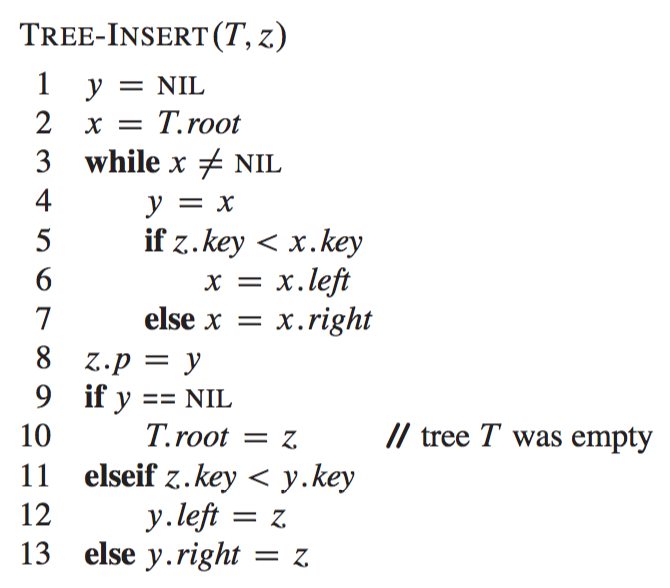 TREE-INSERT(T, z)
1 y = NIL
2 x = T.root
3 while x ≠ NIL
4 y = x
5 if z.key < x.key
6 x = x.left
7 else x = x.right
8 z.p = y
9 if y == NIL
10 T.root = z // tree T was empty
11 elseif z.key < y.key
12 y.left = z
13 else y.right = z